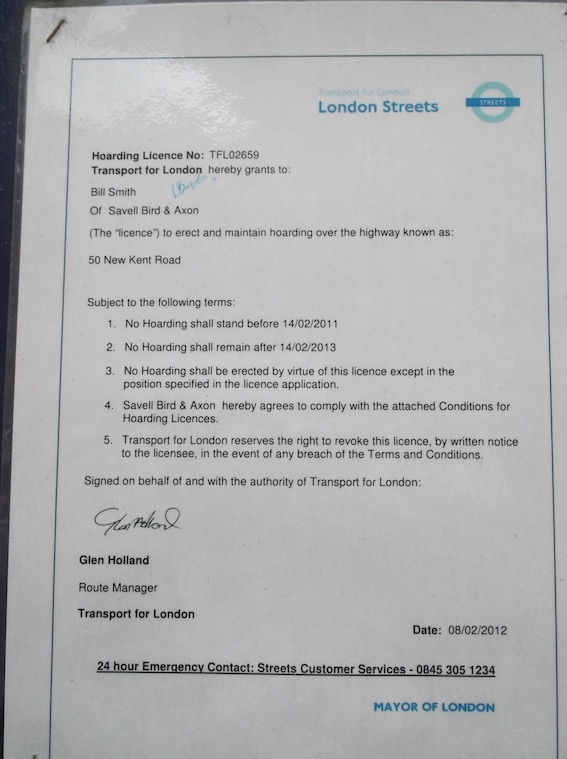 Transport for London
London Streets
STREETS
Hoarding Licence No: TFL02659
Transport for London hereby grants to:
Bill Smith
Of Savell Bird & Axon
(The "licence") to erect and maintain hoarding over the highway known as:
50 New Kent Road
Subject to the following terms:
1. No Hoarding shall stand before 14/02/2011
2. No Hoarding shall remain after 14/02/2013
3. No Hoarding shall be erected by virtue of this licence except in the
position specified in the licence application.
4. Savell Bird & Axon hereby agrees to comply with the attached Conditions for
Hoarding Licences.
5. Transport for London reserves the right to revoke this licence, by written notice
to the licensee, in the event of any breach of the Terms and Conditions.
Signed on behalf of and with the authority of Transport for London:
Glen Holland
Route Manager
Transport for London
Date: 08/02/2012
24 hour Emergency Contact: Streets Customer Services - 0845 305 1234
MAYOR OF LONDON